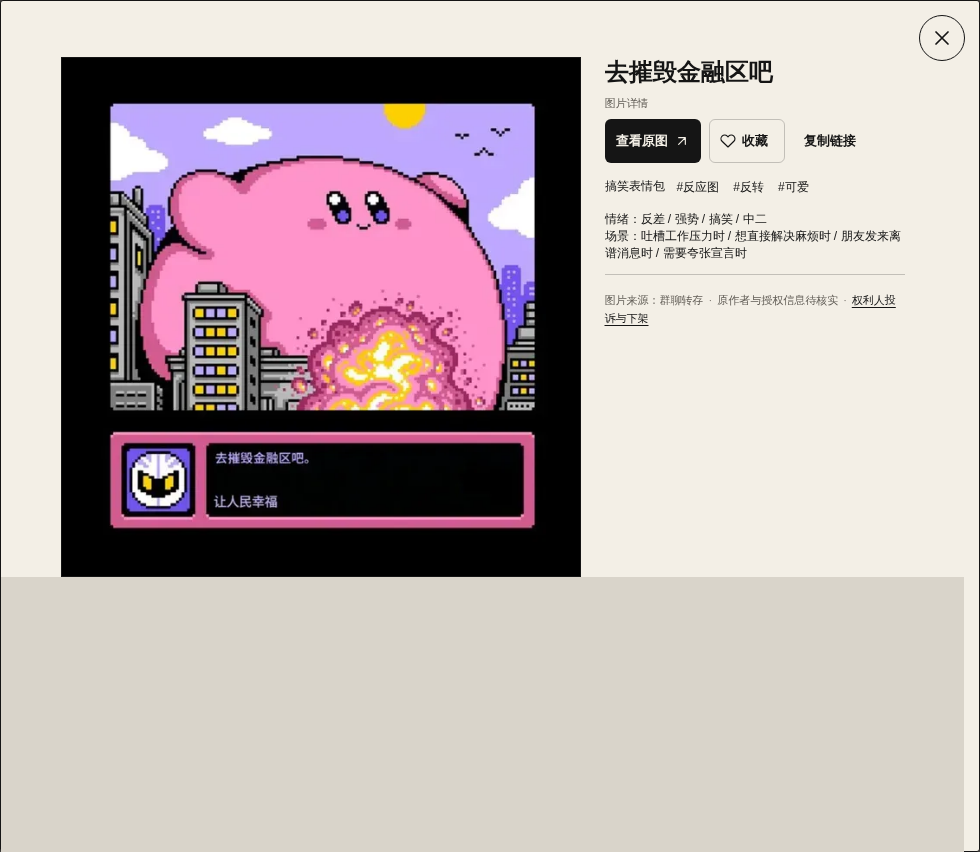 去摧毁金融区吧
图片详情
查看原图
收藏
复制链接
搞笑表情包 #反应图 #反转 #可爱
情绪：反差 / 强势 / 搞笑 / 中二
场景：吐槽工作压力时 / 想直接解决麻烦时 / 朋友发来离
谱消息时 / 需要夸张宣言时
图片来源：群聊转存 · 原作者与授权信息待核实 · 权利人投
诉与下架
去摧毁金融区吧。
让人民幸福